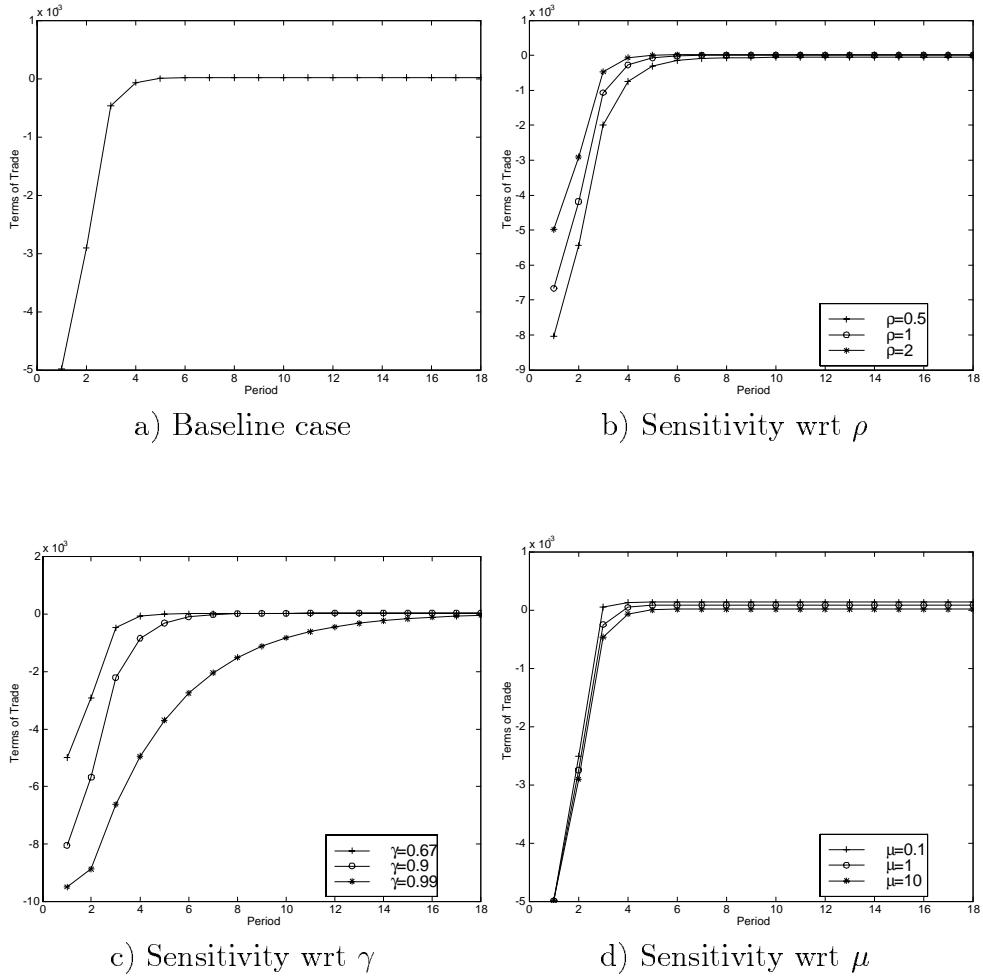 x 10³
1
0
-1
-2
-3
-4
-5
Terms of Trade
0 2 4 6 8 10 12 14 16 18
Period
a) Baseline case
x 10³
1
0
-1
-2
-3
-4
-5
-6
-7
-8
-9
Terms of Trade
ρ=0.5
ρ=1
ρ=2
0 2 4 6 8 10 12 14 16 18
Period
b) Sensitivity wrt ρ
x 10³
2
0
-2
-4
-6
-8
-10
Terms of Trade
γ=0.67
γ=0.9
γ=0.99
0 2 4 6 8 10 12 14 16 18
Period
c) Sensitivity wrt γ
x 10³
1
0
-1
-2
-3
-4
-5
Terms of Trade
μ=0.1
μ=1
μ=10
0 2 4 6 8 10 12 14 16 18
Period
d) Sensitivity wrt μ